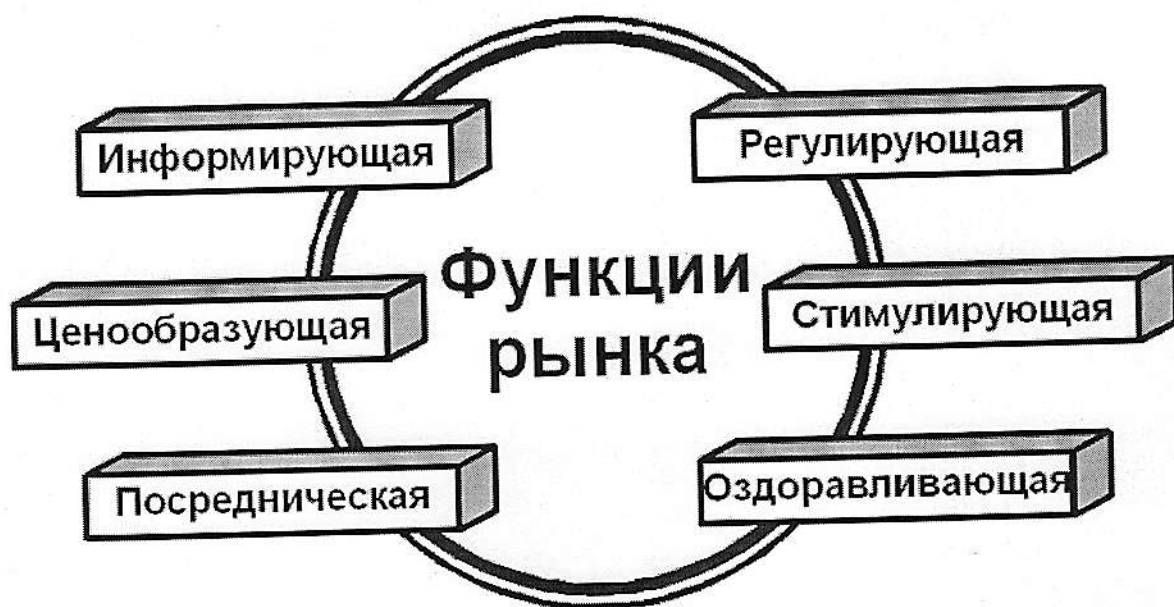 Информирующая
Регулирующая
Функции
рынка
Ценообразующая
Стимулирующая
Посредническая
Оздоравливающая